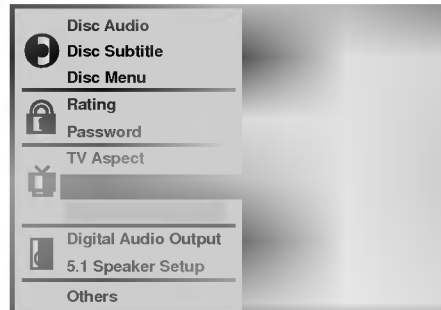 Disc Audio
Disc Subtitle
Disc Menu
Rating
Password
TV Aspect
Digital Audio Output
5.1 Speaker Setup
Others